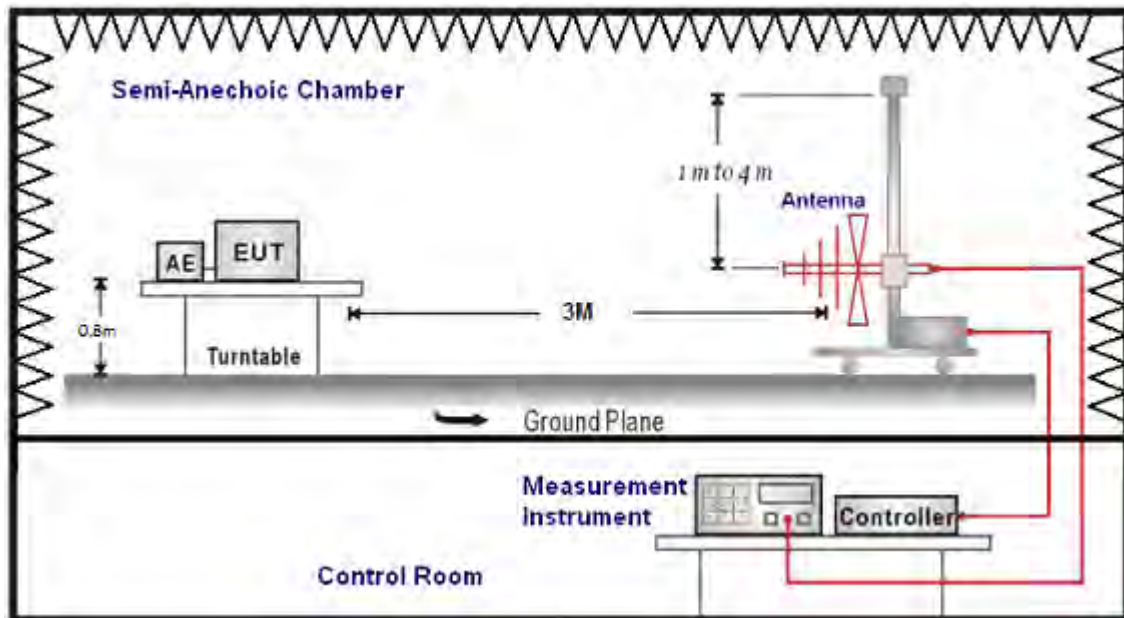 Semi-Anechoic Chamber
1 m to 4 m
Antenna
AE
EUT
0.8m
3M
Turntable
Ground Plane
Measurement
Instrument
Controller
Control Room